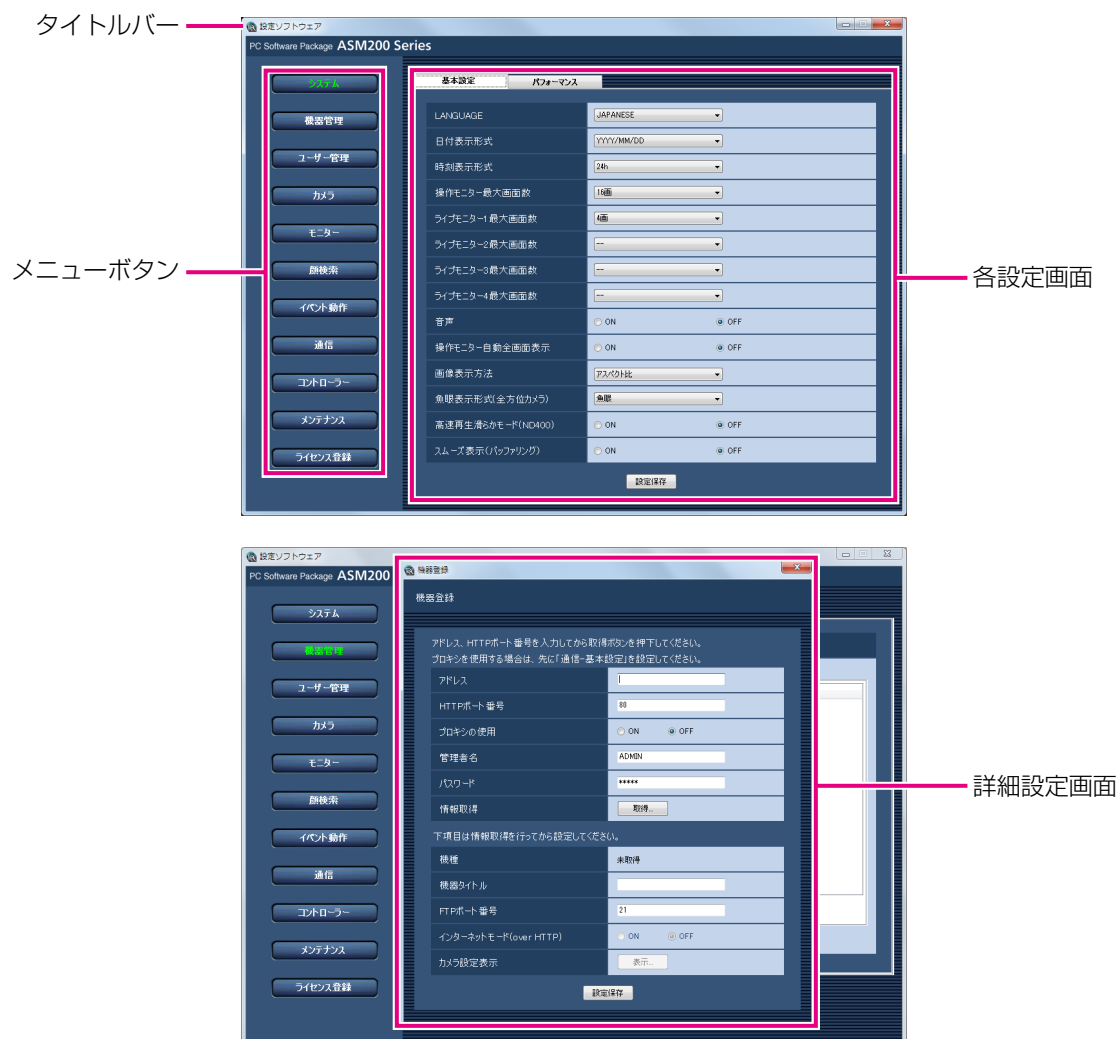 タイトルバー
設定ソフトウェア
PC Software Package ASM200 Series
メニューボタン
システム
機器管理
ユーザー管理
カメラ
モニター
顔検索
イベント動作
通信
コントローラー
メンテナンス
ライセンス登録
各設定画面
基本設定 パフォーマンス
LANGUAGE JAPANESE
日付表示形式 YYYY/MM/DD
時刻表示形式 24h
操作モニター最大画面数 16画
ライブモニター1最大画面数 4画
ライブモニター2最大画面数 --
ライブモニター3最大画面数 --
ライブモニター4最大画面数 --
音声 ON OFF
操作モニター自動全画面表示 ON OFF
画像表示方法 アスペクト比
魚眼表示形式(全方位カメラ) 魚眼
高速再生滑らかモード(ND400) ON OFF
スムーズ表示(バッファリング) ON OFF
設定保存
設定ソフトウェア
PC Software Package ASM200
システム
機器管理
ユーザー管理
カメラ
モニター
顔検索
イベント動作
通信
コントローラー
メンテナンス
ライセンス登録
詳細設定画面
機器登録
機器登録
アドレス、HTTPポート番号を入力してから取得ボタンを押下してください。
プロキシを使用する場合は、先に「通信-基本設定」を設定してください。
アドレス
HTTPポート番号 80
プロキシの使用 ON OFF
管理者名 ADMIN
パスワード *****
情報取得 取得...
下項目は情報取得を行ってから設定してください。
機種 未取得
機器タイトル
FTPポート番号 21
インターネットモード(over HTTP) ON OFF
カメラ設定表示 表示...
設定保存